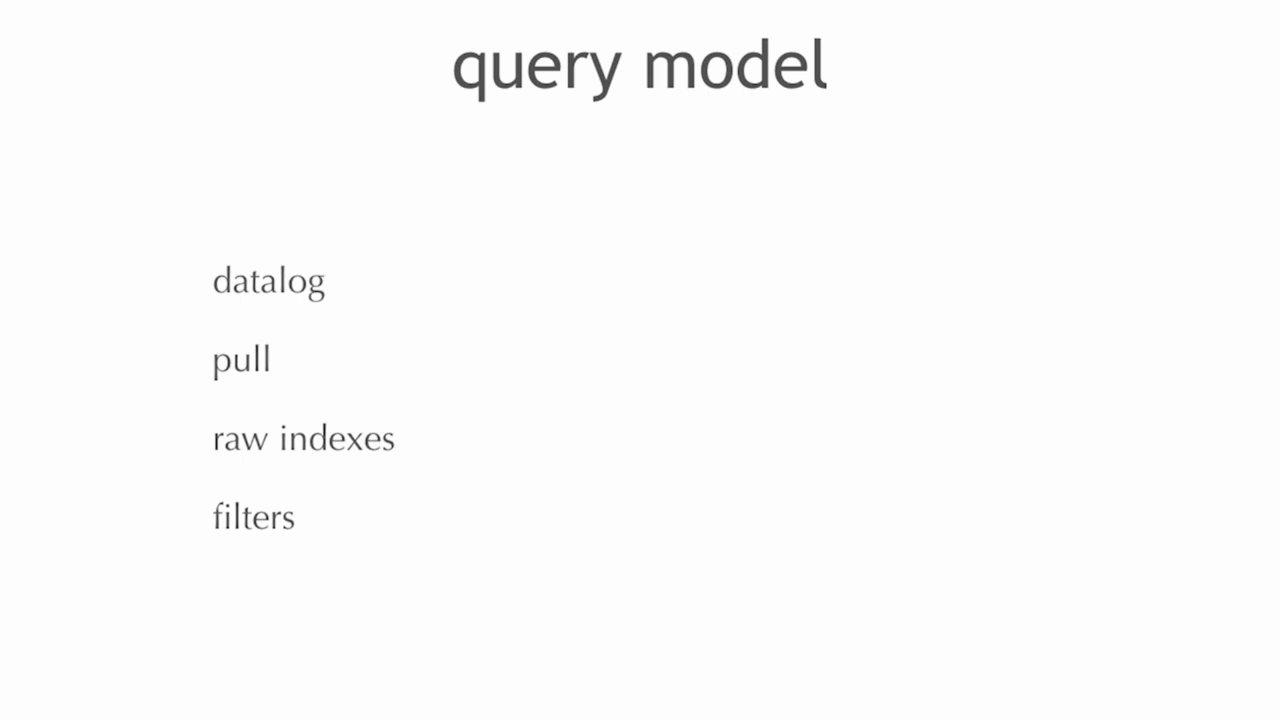 query model
datalog
pull
raw indexes
filters